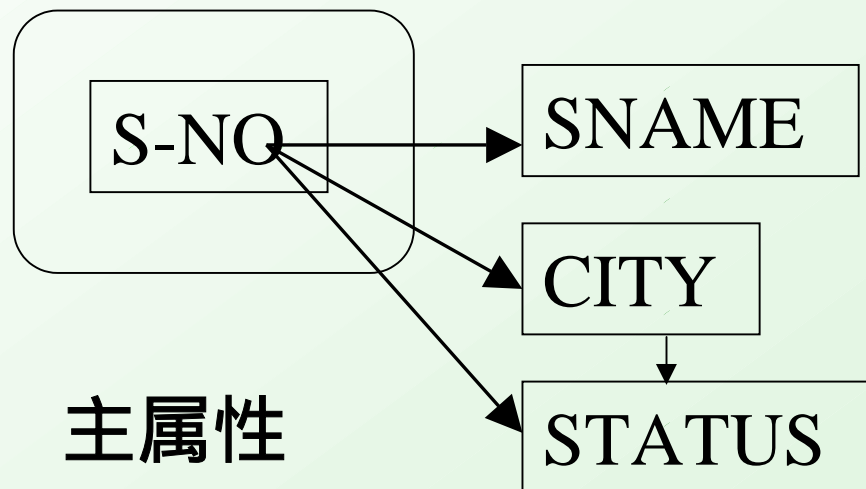 S-NO
SNAME
CITY
STATUS
主属性